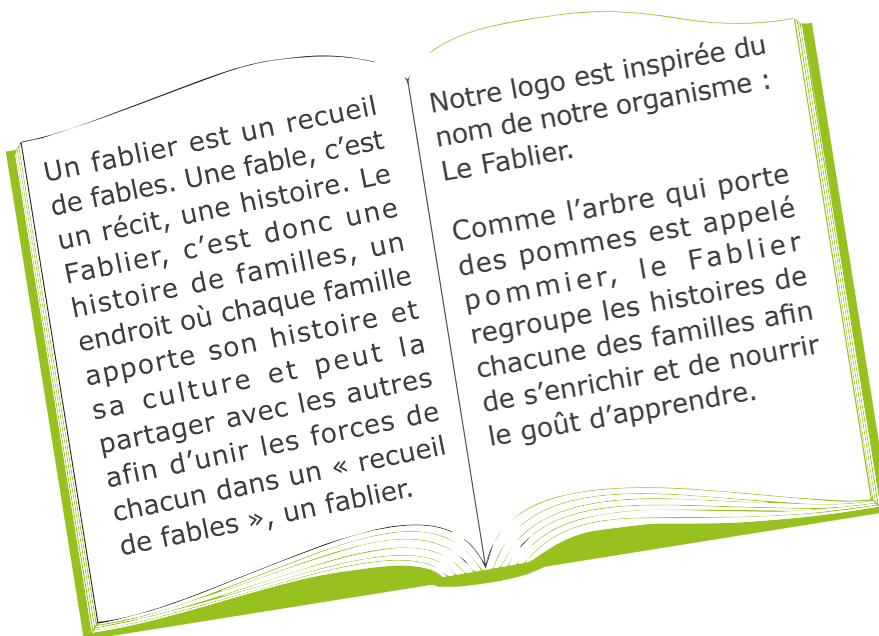 Un fablier est un recueil
de fables. Une fable, c’est
un récit, une histoire. Le
Fablier, c’est donc une
histoire de familles, un
endroit où chaque famille
apporte son histoire et
sa culture et peut la
partager avec les autres
afin d’unir les forces de
chacun dans un « recueil
de fables », un fablier.
Notre logo est inspirée du
nom de notre organisme :
Le Fablier.
Comme l’arbre qui porte
des pommes est appelé
pommier, le Fablier
regroupe les histoires de
chacune des familles afin
de s’enrichir et de nourrir
le goût d’apprendre.